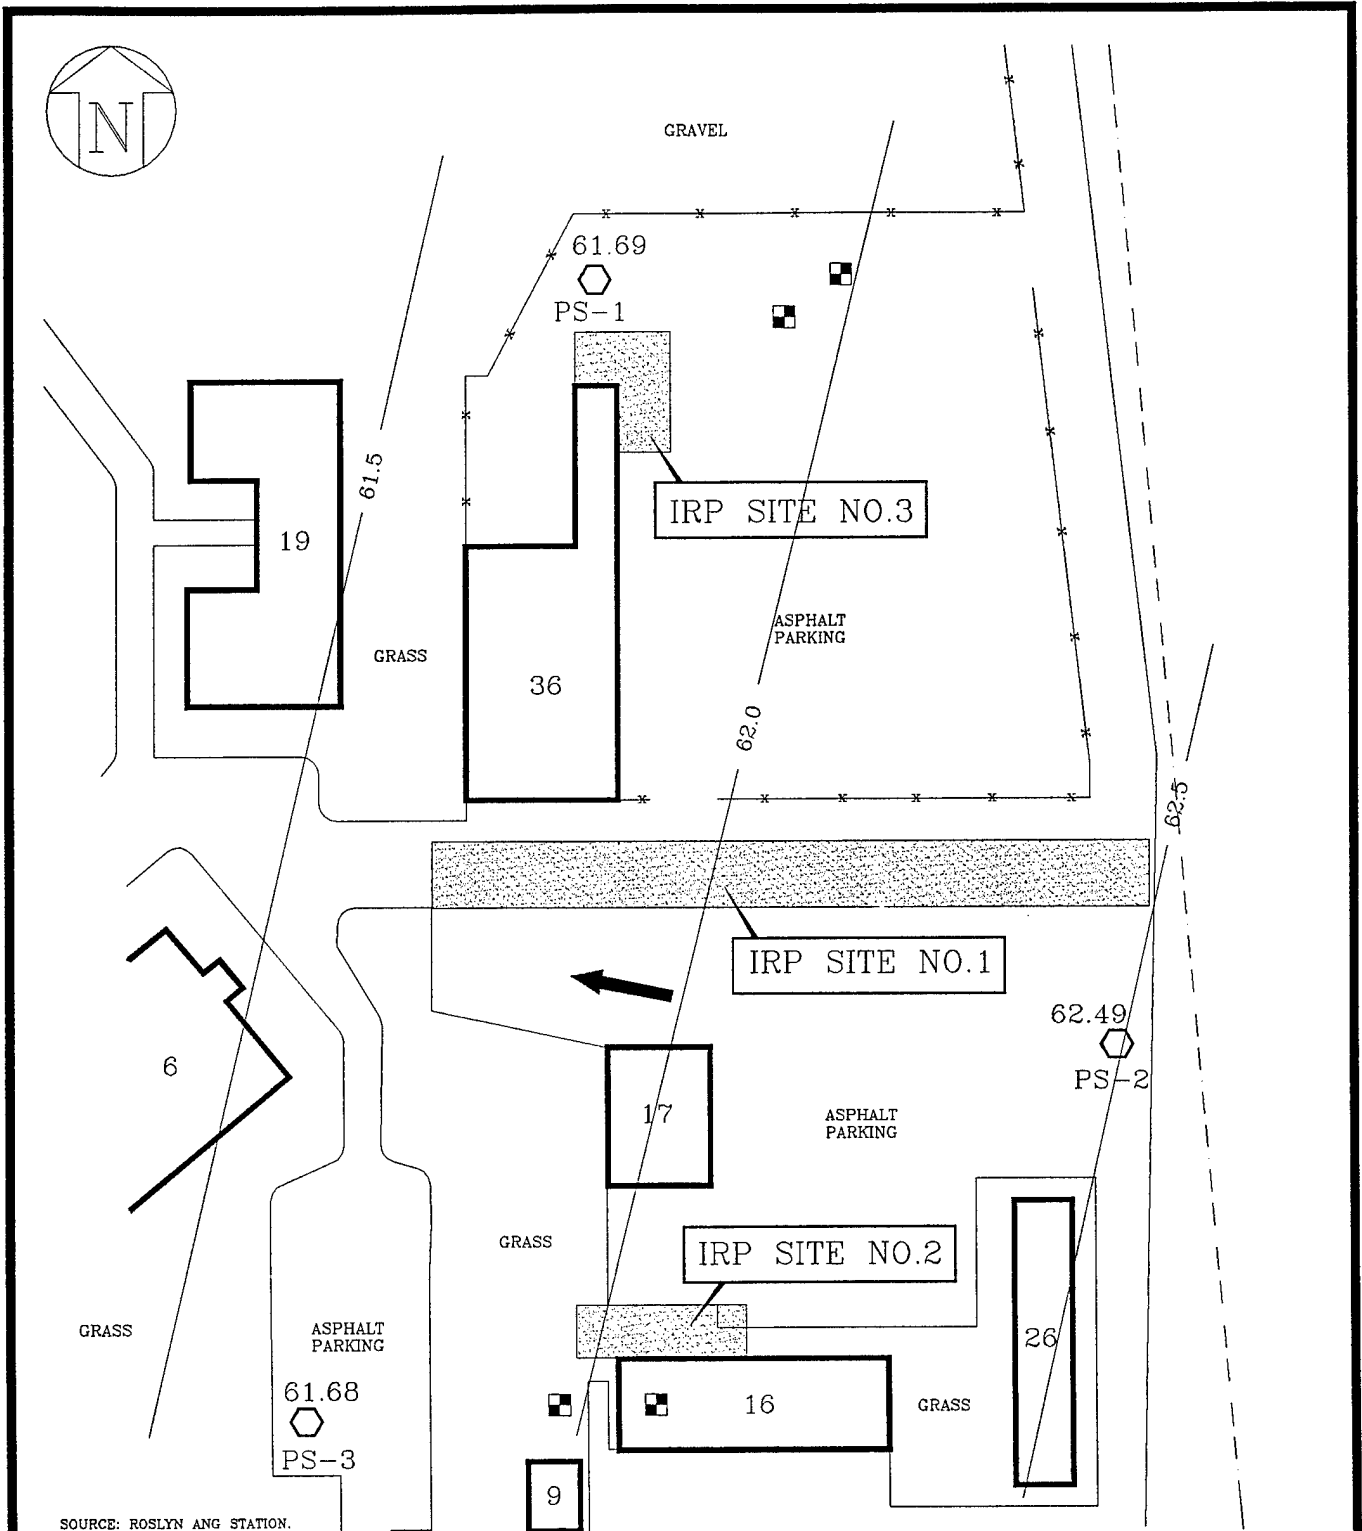 N
GRAVEL
61.69
PS-1
61.5
IRP SITE NO.3
19
ASPHALT
PARKING
GRASS
36
62.0
62.5
IRP SITE NO.1
62.49
PS-2
6
17
ASPHALT
PARKING
GRASS
IRP SITE NO.2
GRASS
ASPHALT
PARKING
26
61.68
PS-3
16
GRASS
9
SOURCE: ROSLYN ANG STATION.